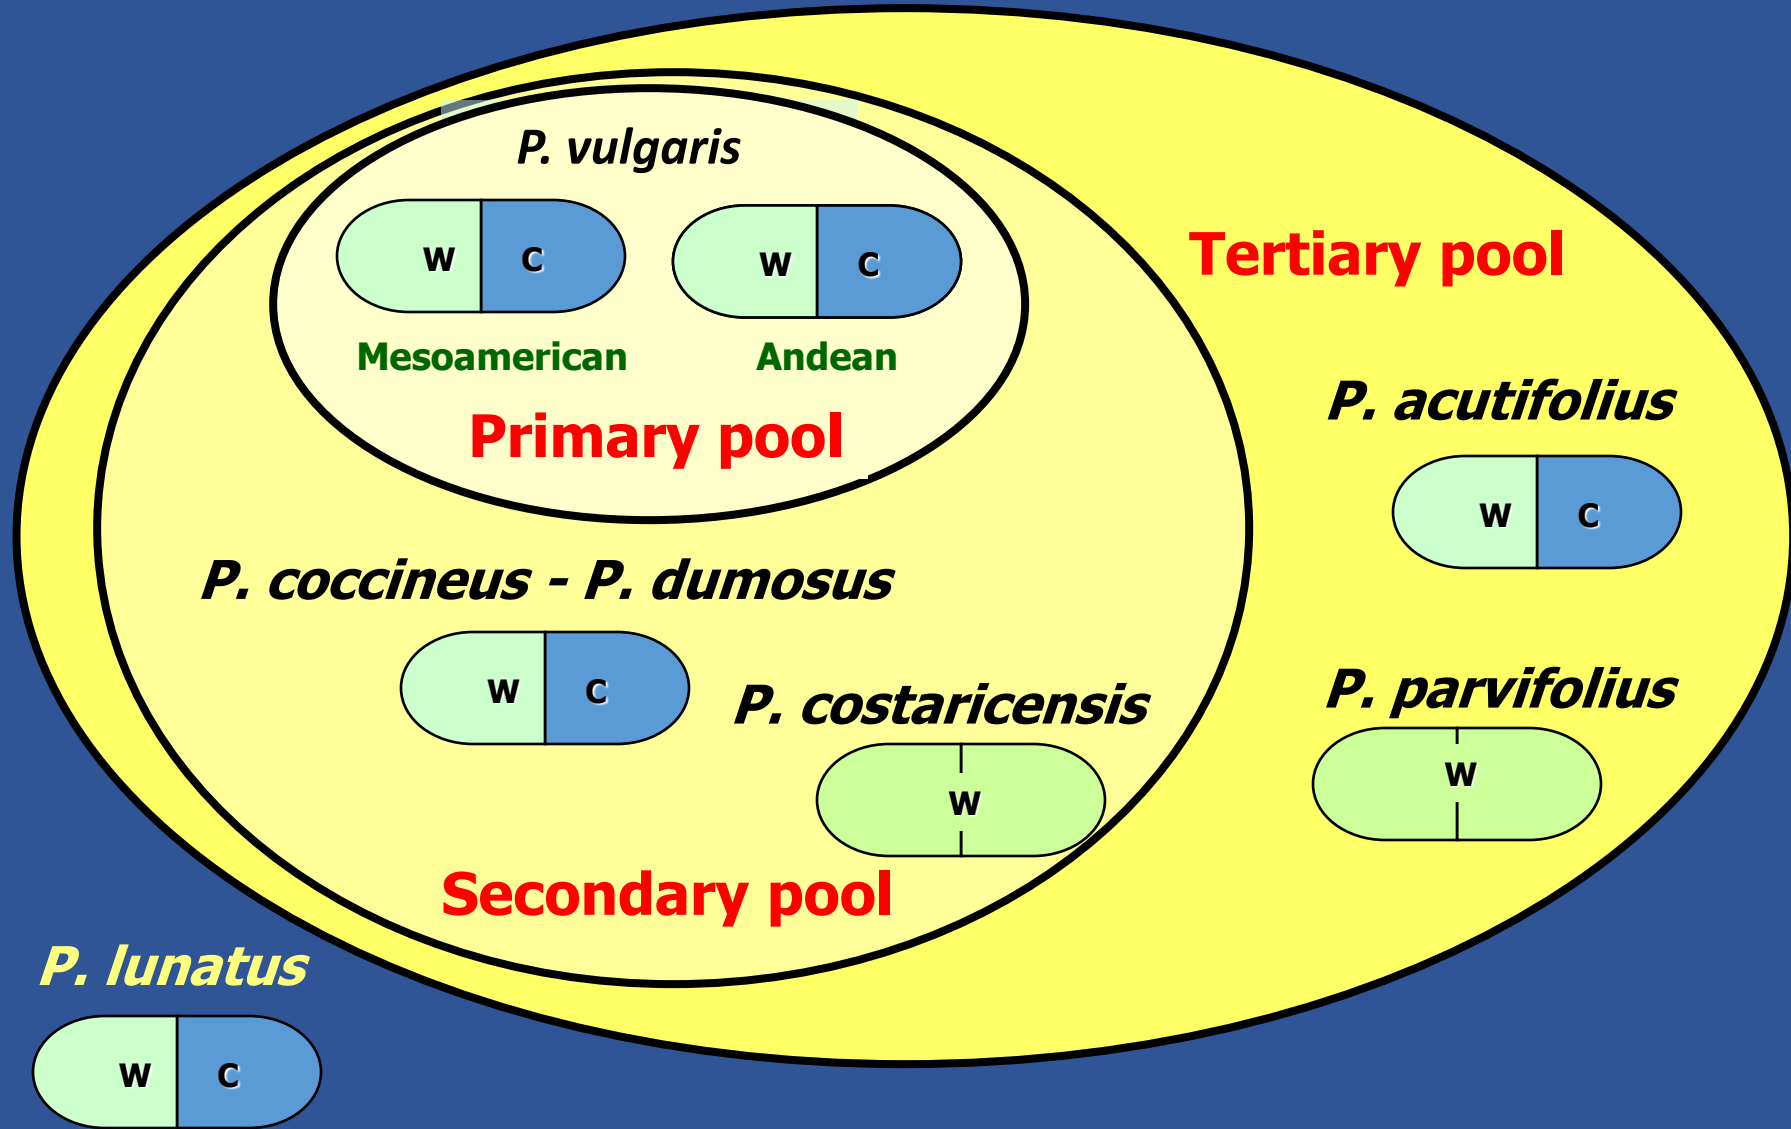 P. vulgaris
W C
W C
Mesoamerican
Andean
Primary pool
Tertiary pool
P. acutifolius
W C
P. coccineus - P. dumosus
W C
P. costaricensis
W
P. parvifolius
W
Secondary pool
P. lunatus
W C